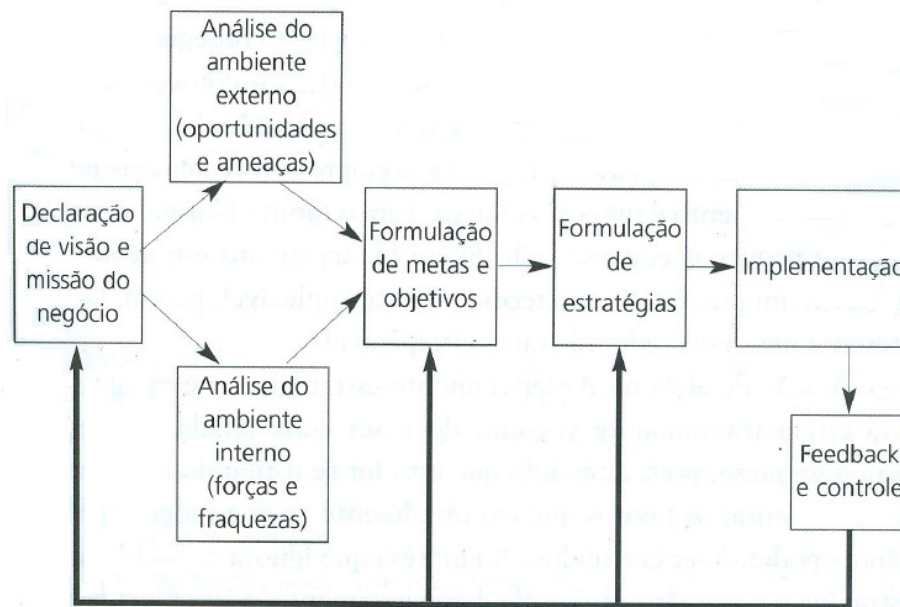 Análise do
ambiente
externo
(oportunidades
e ameaças)
Declaração
de visão e
missão do
negócio
Formulação
de metas e
objetivos
Formulação
de
estratégias
Implementação
Análise do
ambiente
interno
(forças e
fraquezas)
Feedback
e controle